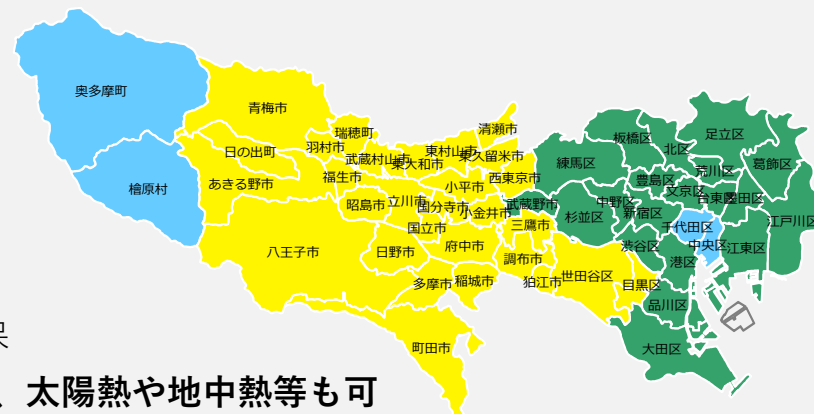 奥多摩町
檜原村
青梅市
瑞穂町
羽村市
日の出町
あきる野市
福生市
武蔵村山市
東大和市
東村山市
清瀬市
東久留米市
西東京市
小平市
昭島市
立川市
国分寺市
小金井市
武蔵野市
国立市
三鷹市
八王子市
日野市
府中市
調布市
多摩市
稲城市
狛江市
町田市
世田谷区
目黒区
練馬区
板橋区
北区
足立区
葛飾区
荒川区
豊島区
文京区
台東区
墨田区
中野区
杉並区
新宿区
江戸川区
千代田区
中央区
江東区
渋谷区
港区
品川区
大田区
、太陽熱や地中熱等も可